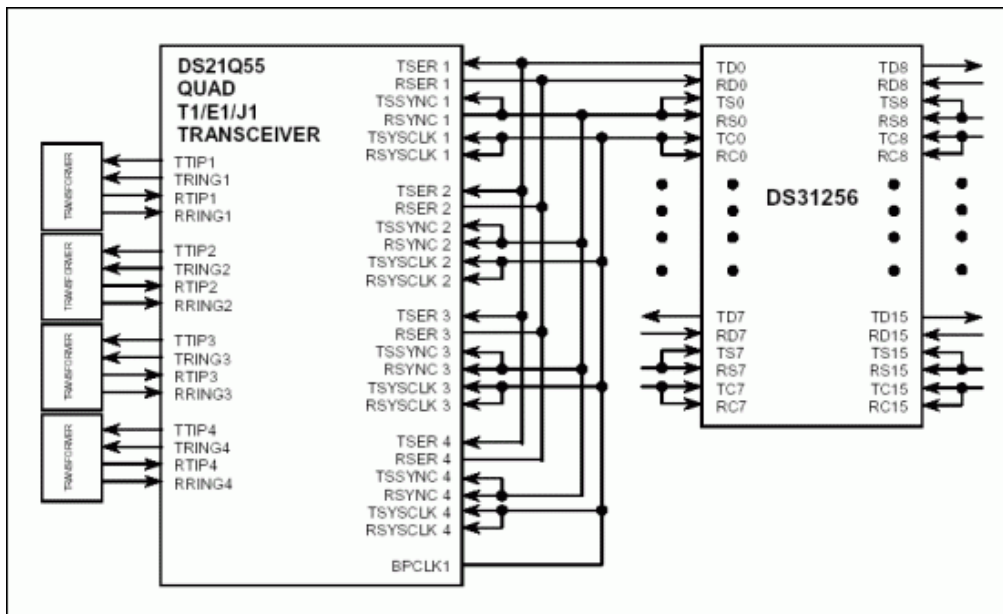 DS21Q55
QUAD
T1/E1/J1
TRANSCEIVER
TRANSFORMER
TTIP1
TRING1
RTIP1
RRING1
TRANSFORMER
TTIP2
TRING2
RTIP2
RRING2
TRANSFORMER
TTIP3
TRING3
RTIP3
RRING3
TRANSFORMER
TTIP4
TRING4
RTIP4
RRING4
TSER 1
RSER 1
TSSYNC 1
RSYNC 1
TSYSCLK 1
RSYSCLK 1
TSER 2
RSER 2
TSSYNC 2
RSYNC 2
TSYSCLK 2
RSYSCLK 2
TSER 3
RSER 3
TSSYNC 3
RSYNC 3
TSYSCLK 3
RSYSCLK 3
TSER 4
RSER 4
TSSYNC 4
RSYNC 4
TSYSCLK 4
RSYSCLK 4
BPCLK1
TD0
RD0
TS0
RS0
TC0
RC0
DS31256
TD7
RD7
TS7
RS7
TC7
RC7
TD8
RD8
TS8
RS8
TC8
RC8
TD15
RD15
TS15
RS15
TC15
RC15